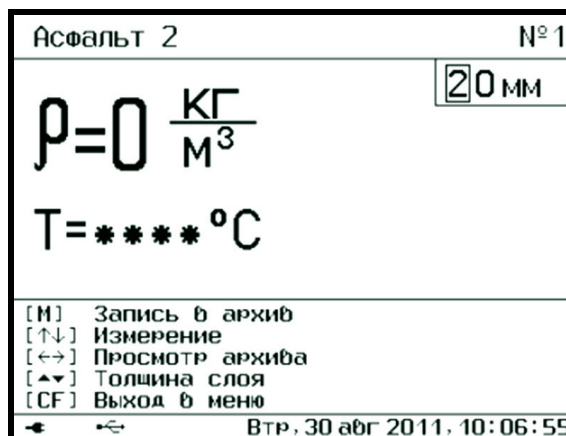 Асфальт 2 №1
20 мм
ρ=0 кг/м³
T=****°C
[M] Запись в архив
[↑↓] Измерение
[←→] Просмотр архива
[▲▼] Толщина слоя
[CF] Выход в меню
Втр, 30 авг 2011, 10:06:55